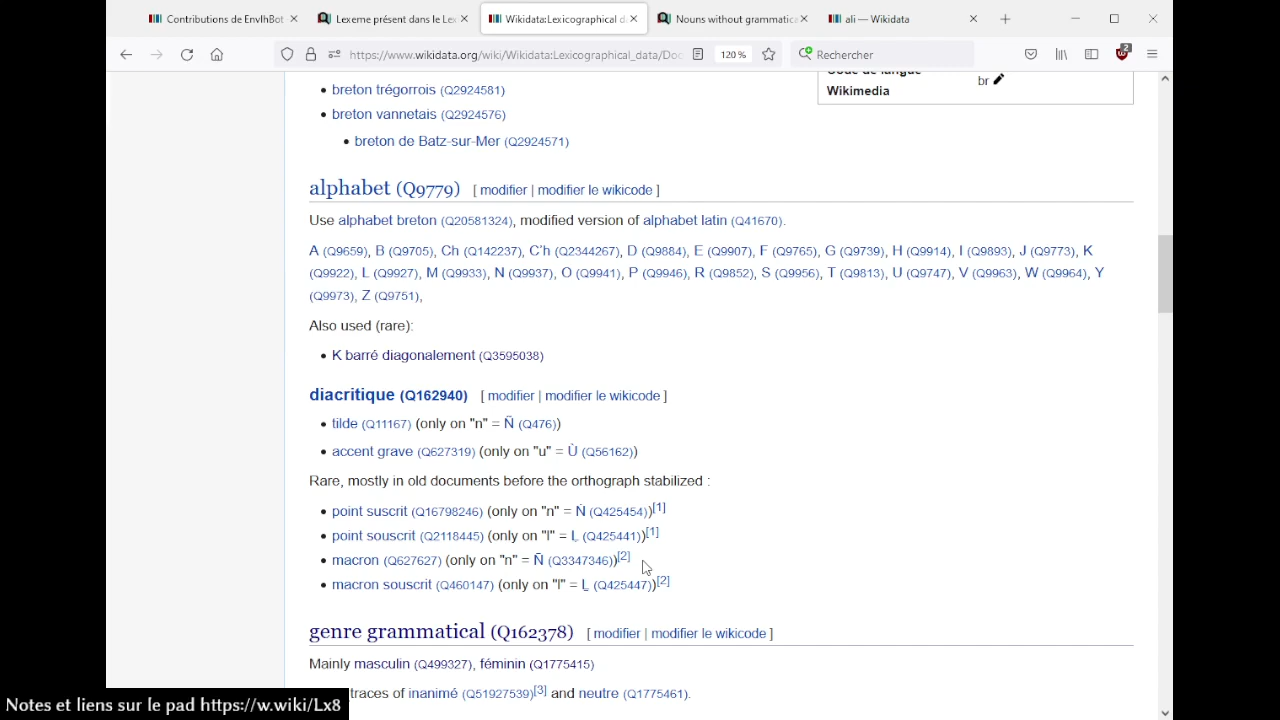 Contributions de EnvlhBot
Lexeme présent dans le Lex
Wikidata:Lexicographical d
Nouns without grammatica
ali — Wikidata
https://www.wikidata.org/wiki/Wikidata:Lexicographical_data/Doc
120 %
Rechercher
2
breton trégorrois (Q2924581)
breton vannetais (Q2924576)
breton de Batz-sur-Mer (Q2924571)
Code de langue
Wikimedia
br
alphabet (Q9779) [ modifier | modifier le wikicode ]
Use alphabet breton (Q20581324), modified version of alphabet latin (Q41670).
A (Q9659), B (Q9705), Ch (Q142237), C'h (Q2344267), D (Q9884), E (Q9907), F (Q9765), G (Q9739), H (Q9914), I (Q9893), J (Q9773), K
(Q9922), L (Q9927), M (Q9933), N (Q9937), O (Q9941), P (Q9946), R (Q9852), S (Q9956), T (Q9813), U (Q9747), V (Q9963), W (Q9964), Y
(Q9973), Z (Q9751),
Also used (rare):
K barré diagonalement (Q3595038)
diacritique (Q162940) [ modifier | modifier le wikicode ]
tilde (Q11167) (only on "n" = Ñ (Q476))
accent grave (Q627319) (only on "u" = Ù (Q56162))
Rare, mostly in old documents before the orthograph stabilized :
point suscrit (Q16798246) (only on "n" = Ṅ (Q425454))[1]
point souscrit (Q2118445) (only on "l" = Ḷ (Q425441))[1]
macron (Q627627) (only on "n" = N̄ (Q3347346))[2]
macron souscrit (Q460147) (only on "l" = Ḻ (Q425447))[2]
genre grammatical (Q162378) [ modifier | modifier le wikicode ]
Mainly masculin (Q499327), féminin (Q1775415)
traces of inanimé (Q51927539)[3] and neutre (Q1775461).
Notes et liens sur le pad https://w.wiki/Lx8